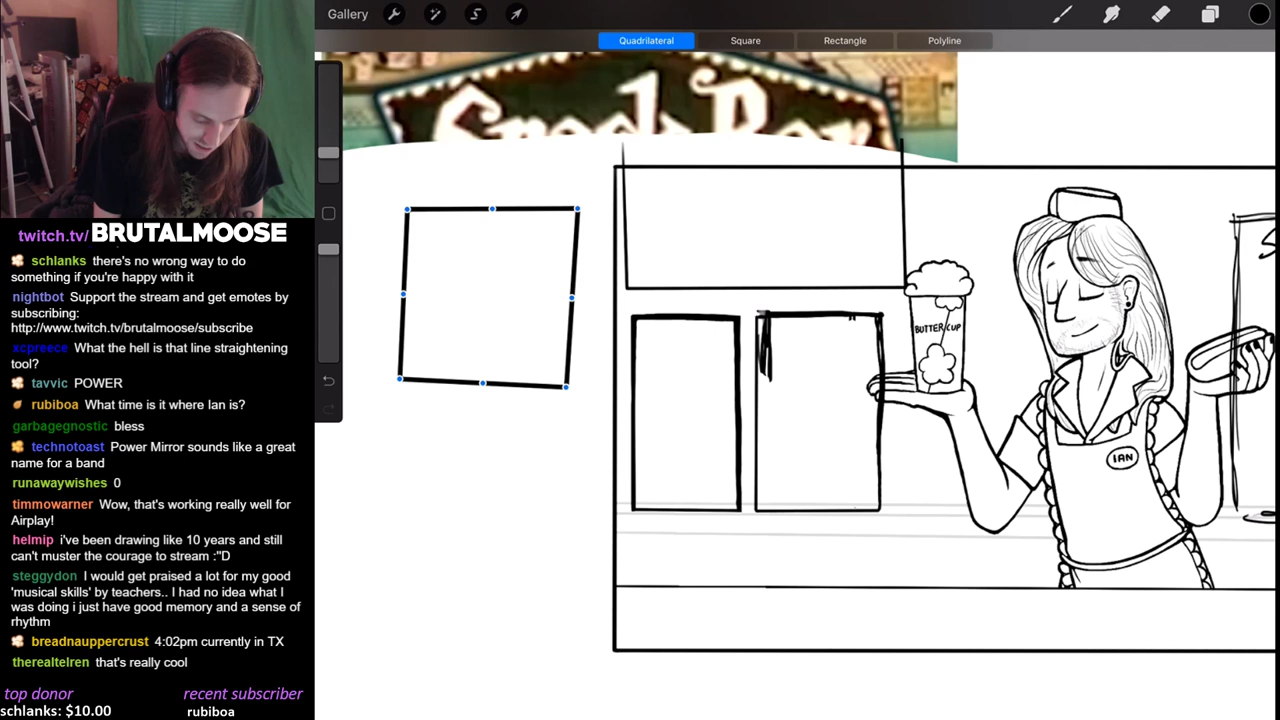 Gallery
Quadrilateral
Square
Rectangle
Polyline
twitch.tv/BRUTALMOOSE
schlanks there's no wrong way to do
something if you're happy with it
nightbot Support the stream and get emotes by
subscribing:
http://www.twitch.tv/brutalmoose/subscribe
xcpreece What the hell is that line straightening
tool?
tavvic POWER
rubiboa What time is it where Ian is?
garbagegnostic bless
technotoast Power Mirror sounds like a great
name for a band
runawaywishes 0
timmowarner Wow, that's working really well for
Airplay!
helmip i've been drawing like 10 years and still
can't muster the courage to stream :"D
steggydon I would get praised a lot for my good
'musical skills' by teachers.. I had no idea what I
was doing i just have good memory and a sense of
rhythm
breadnauppercrust 4:02pm currently in TX
therealtelren that's really cool
top donor
schlanks: $10.00
recent subscriber
rubiboa
BUTTERCUP
IAN